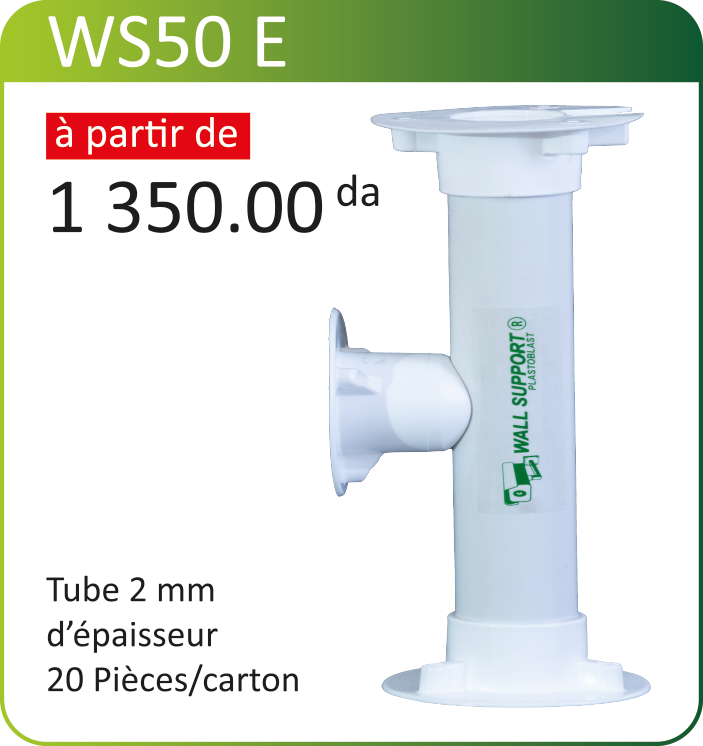 WS50 E
à partir de
1 350.00 da
WALL SUPPORT ®
PLASTOBLAST
Tube 2 mm
d’épaisseur
20 Pièces/carton